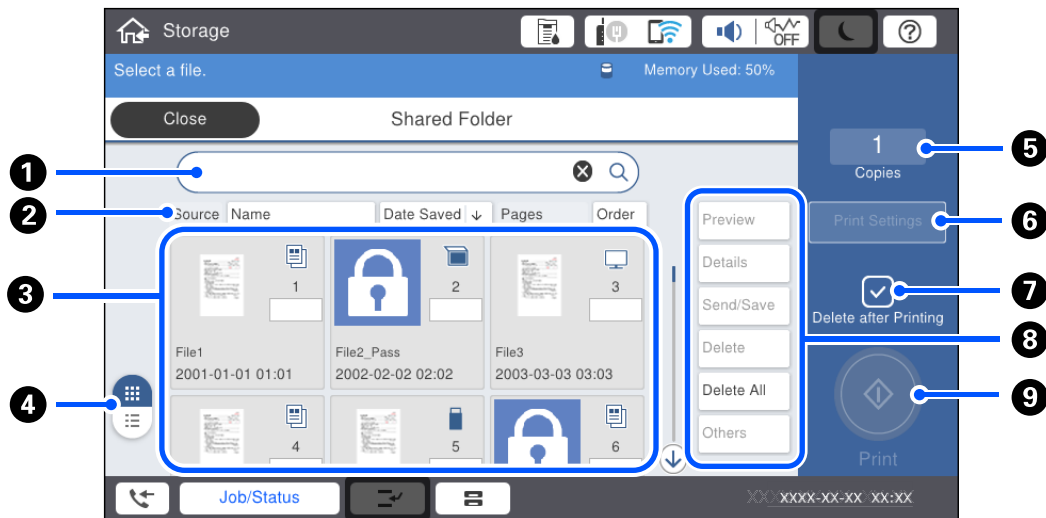 Storage
OFF
Select a file.
Memory Used: 50%
Close
Shared Folder
1
5
Copies
1
2
Source Name Date Saved Pages Order
Preview
Print Settings
6
Details
1
2
3
3
Send/Save
7
Delete after Printing
8
File1
File2_Pass
File3
Delete
2001-01-01 01:01
2002-02-02 02:02
2003-03-03 03:03
Delete All
9
4
Others
4
5
6
Print
Job/Status
XXXX-XX-XX XX:XX